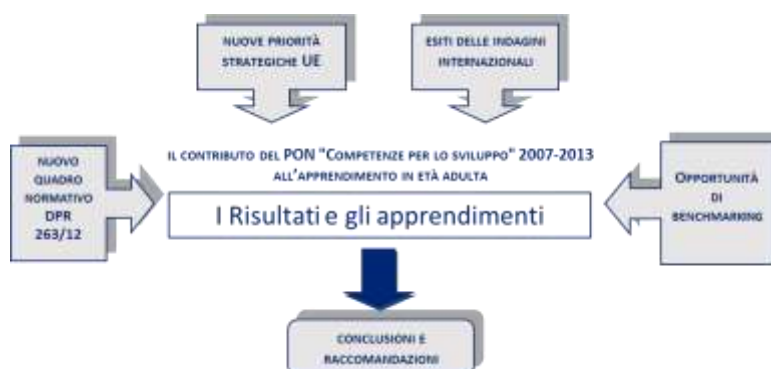 NUOVE PRIORITÀ
STRATEGICHE UE
ESITI DELLE INDAGINI
INTERNAZIONALI
NUOVO
QUADRO
NORMATIVO
DPR
263/12
IL CONTRIBUTO DEL PON "COMPETENZE PER LO SVILUPPO" 2007-2013
ALL'APPRENDIMENTO IN ETÀ ADULTA
I Risultati e gli apprendimenti
OPPORTUNITÀ
DI
BENCHMARKING
CONCLUSIONI E
RACCOMANDAZIONI